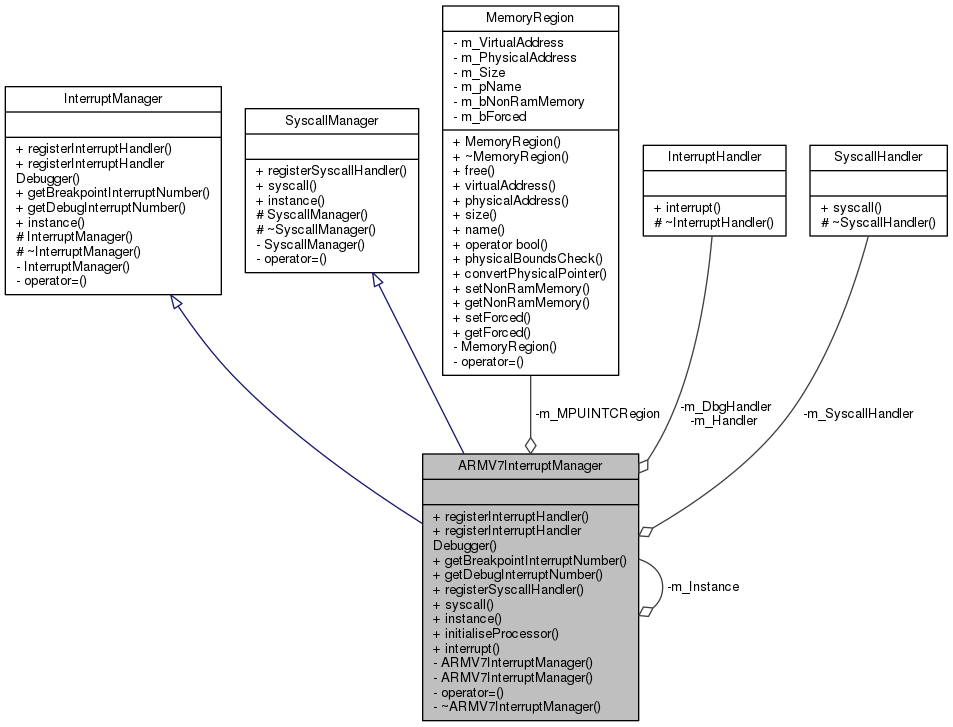 MemoryRegion
- m_VirtualAddress
- m_PhysicalAddress
- m_Size
- m_pName
- m_bNonRamMemory
- m_bForced
+ MemoryRegion()
+ ~MemoryRegion()
+ free()
+ virtualAddress()
+ physicalAddress()
+ size()
+ name()
+ operator bool()
+ physicalBoundsCheck()
+ convertPhysicalPointer()
+ setNonRamMemory()
+ getNonRamMemory()
+ setForced()
+ getForced()
- MemoryRegion()
- operator=()
InterruptManager
+ registerInterruptHandler()
+ registerInterruptHandler
Debugger()
+ getBreakpointInterruptNumber()
+ getDebugInterruptNumber()
+ instance()
# InterruptManager()
# ~InterruptManager()
- InterruptManager()
- operator=()
SyscallManager
+ registerSyscallHandler()
+ syscall()
+ instance()
# SyscallManager()
# ~SyscallManager()
- SyscallManager()
- operator=()
InterruptHandler
+ interrupt()
# ~InterruptHandler()
SyscallHandler
+ syscall()
# ~SyscallHandler()
-m_MPUINTCRegion
-m_DbgHandler
-m_Handler
-m_SyscallHandler
ARMV7InterruptManager
+ registerInterruptHandler()
+ registerInterruptHandler
Debugger()
+ getBreakpointInterruptNumber()
+ getDebugInterruptNumber()
+ registerSyscallHandler()
+ syscall()
+ instance()
+ initialiseProcessor()
+ interrupt()
- ARMV7InterruptManager()
- ARMV7InterruptManager()
- operator=()
- ~ARMV7InterruptManager()
-m_Instance